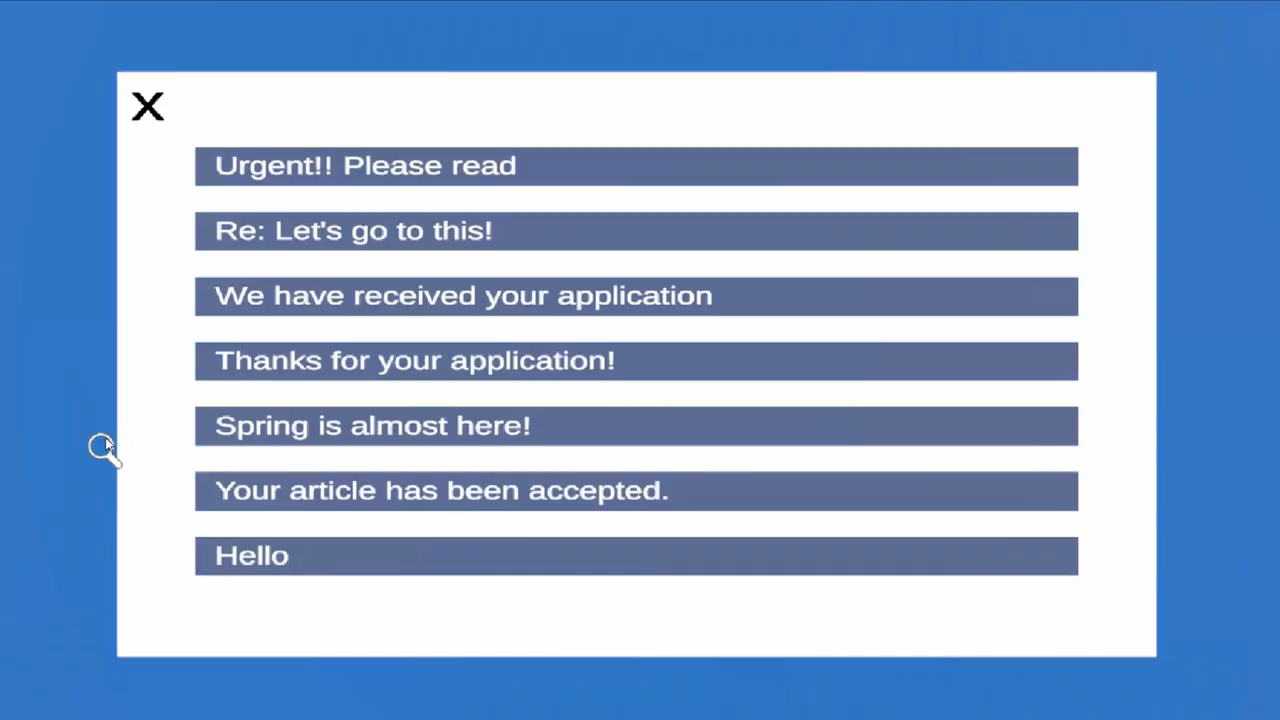 X
Urgent!! Please read
Re: Let's go to this!
We have received your application
Thanks for your application!
Spring is almost here!
Your article has been accepted.
Hello